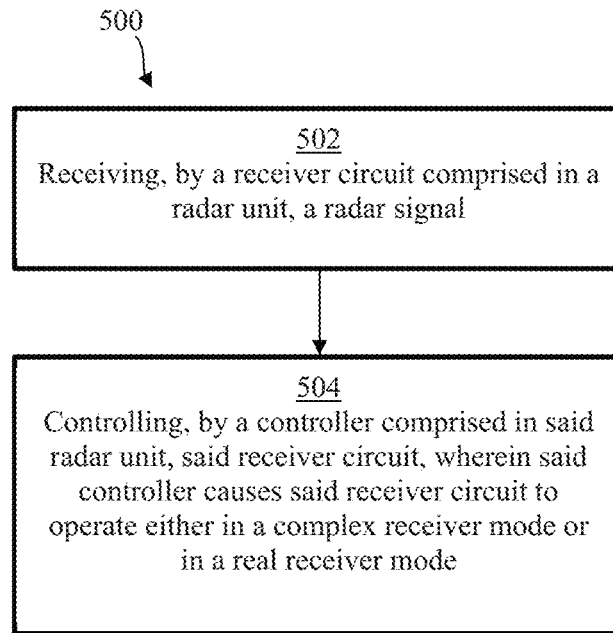 500
502
Receiving, by a receiver circuit comprised in a
radar unit, a radar signal
504
Controlling, by a controller comprised in said
radar unit, said receiver circuit, wherein said
controller causes said receiver circuit to
operate either in a complex receiver mode or
in a real receiver mode